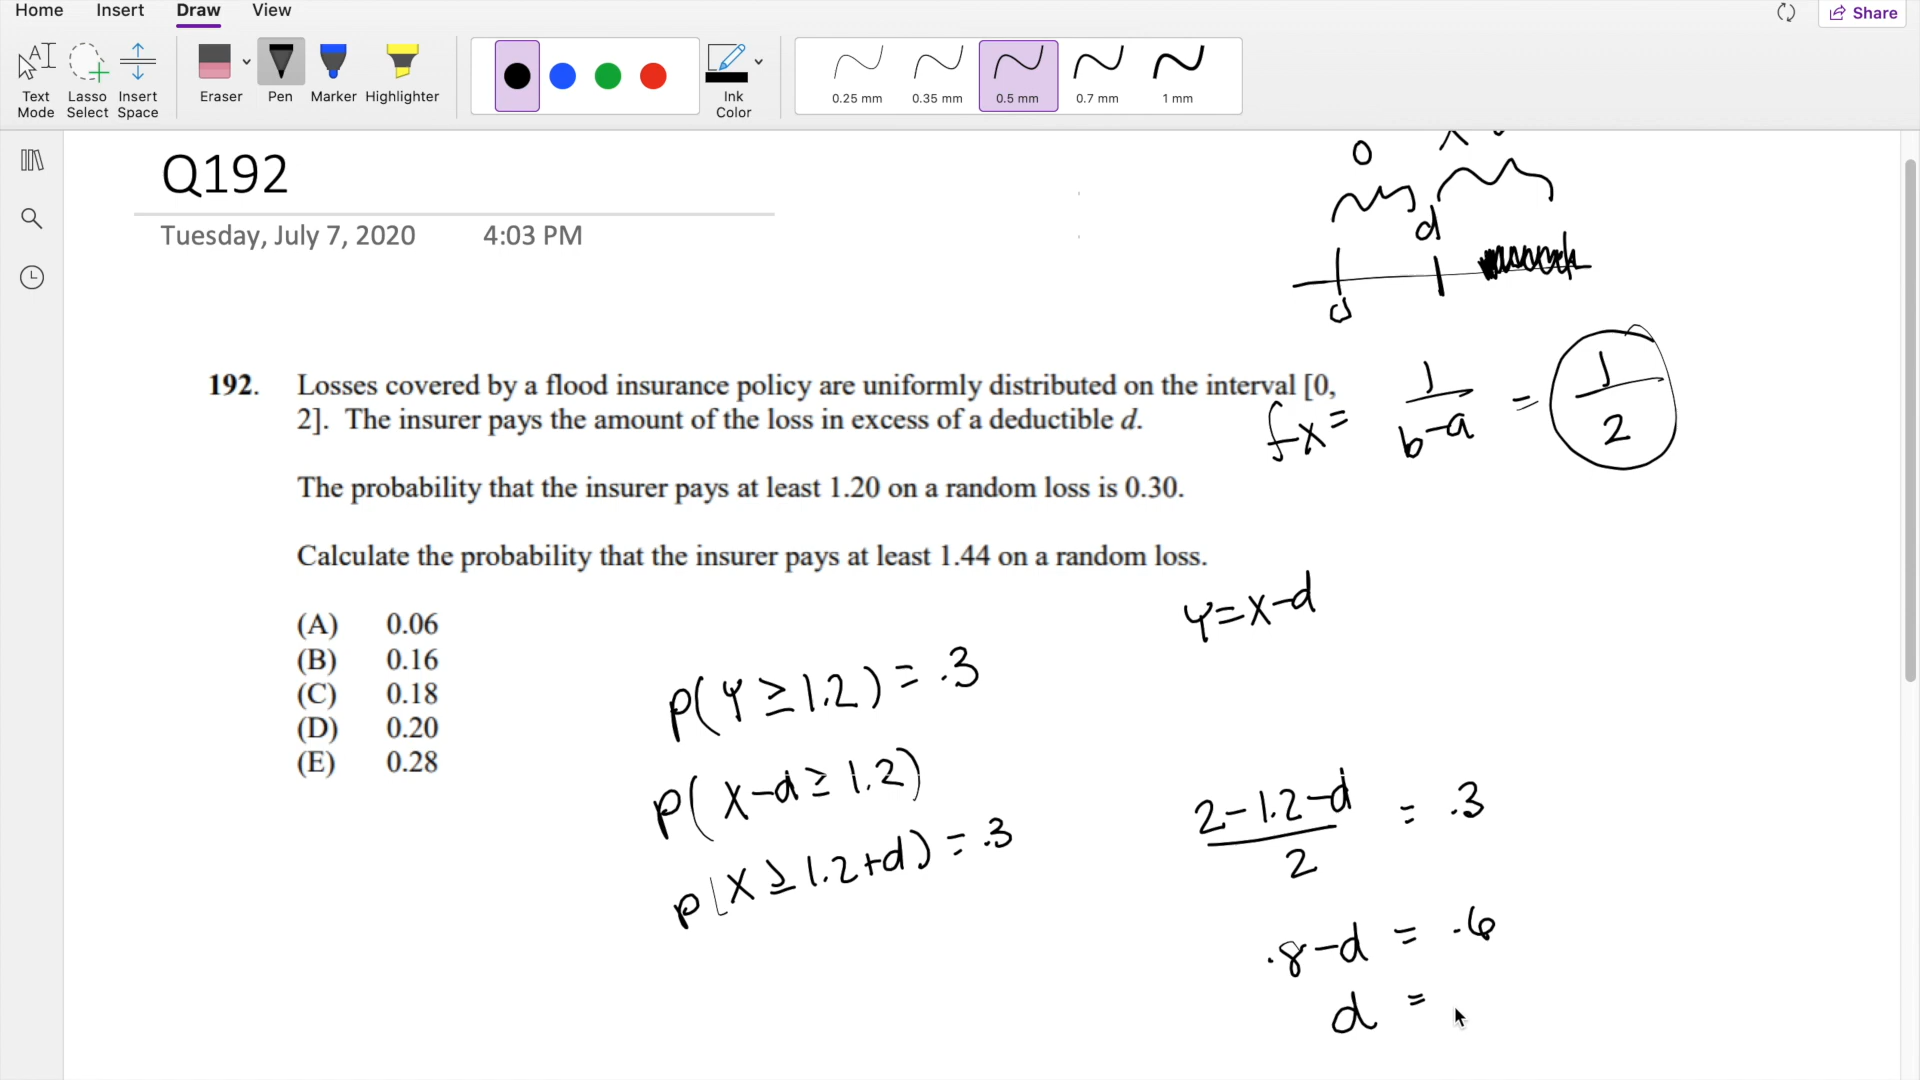 Home Insert Draw View
Share
Text Mode
Lasso Select
Insert Space
Eraser
Pen
Marker
Highlighter
Ink Color
0.25 mm
0.35 mm
0.5 mm
0.7 mm
1 mm
Q192
Tuesday, July 7, 2020 4:03 PM
0
d
0
192. Losses covered by a flood insurance policy are uniformly distributed on the interval [0,
2]. The insurer pays the amount of the loss in excess of a deductible d.
fx = 1/(b-a) = 1/2
The probability that the insurer pays at least 1.20 on a random loss is 0.30.
Calculate the probability that the insurer pays at least 1.44 on a random loss.
(A) 0.06
(B) 0.16
(C) 0.18
(D) 0.20
(E) 0.28
Y=X-d
P(Y ≥ 1.2) = .3
P(X-d ≥ 1.2)
P(X ≥ 1.2+d) = .3
2-1.2-d
2
= .3
.8-d = .6
d =